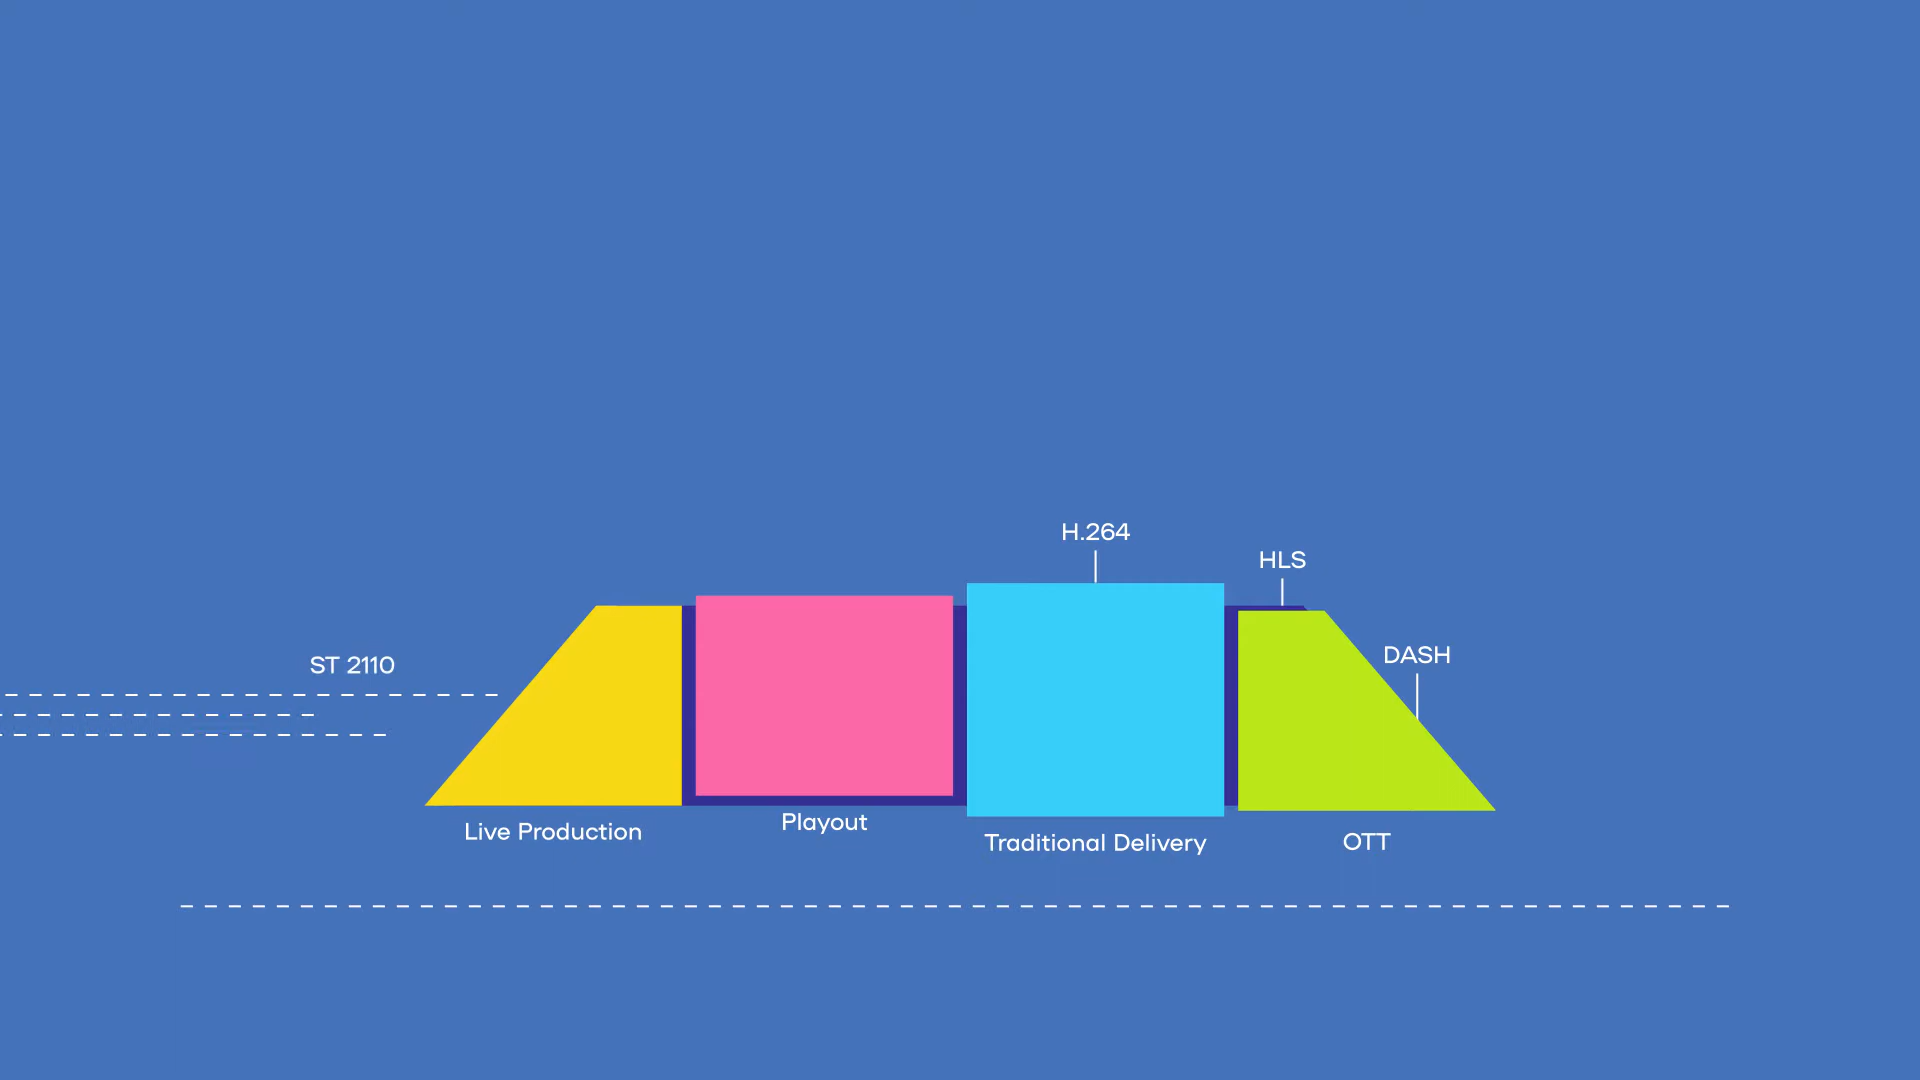 H.264
HLS
DASH
ST 2110
Live Production
Playout
Traditional Delivery
OTT